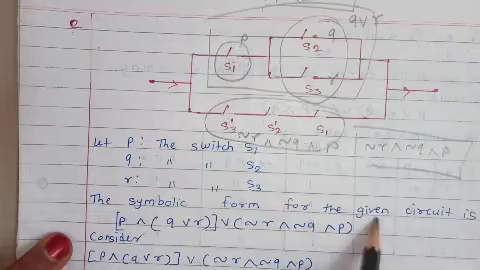 Q
q ∨ r
P q
S1 S2
r
S3
S3' S2' S1
~r ∧ ~q ∧ P
~r ∧ ~q ∧ P
Let P: The switch S1
q: " " S2
r: " " S3
The symbolic form for the given circuit is
[P ∧ (q ∨ r)] ∨ (~r ∧ ~q ∧ P)
Consider
[P ∧ (q ∨ r)] ∨ (~r ∧ ~q ∧ P)